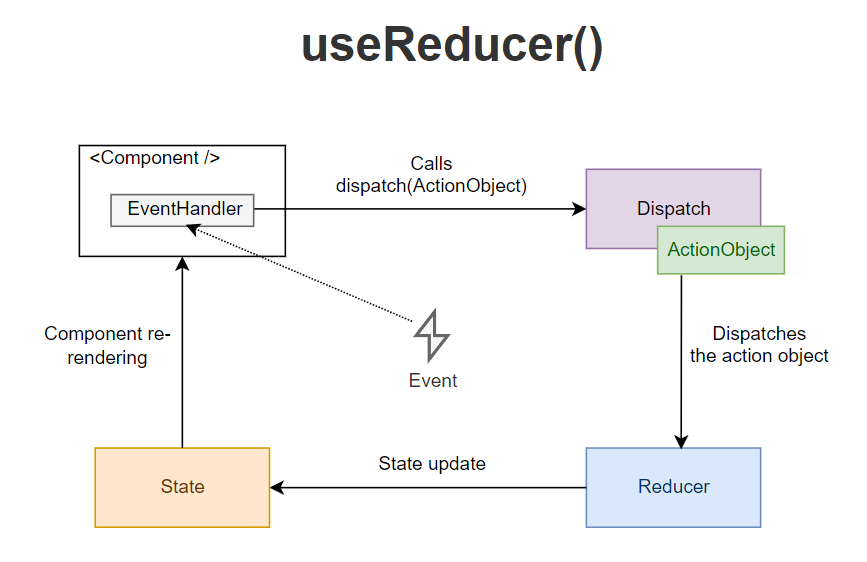 useReducer()
<Component />
EventHandler
Calls
dispatch(ActionObject)
Dispatch
ActionObject
Component re-
rendering
Event
Dispatches
the action object
State
State update
Reducer